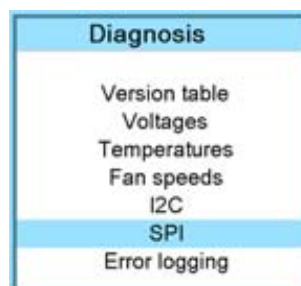 Diagnosis
Version table
Voltages
Temperatures
Fan speeds
I2C
SPI
Error logging